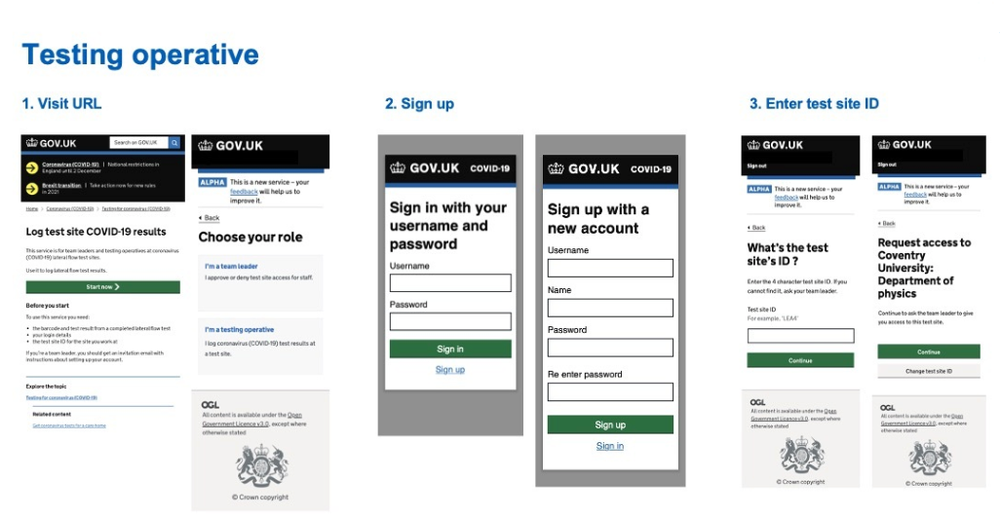 Testing operative
1. Visit URL
GOV.UK
Search on GOV.UK
Coronavirus (COVID-19) | National restrictions in
England until 2 December
Brexit transition | Take action now for new rules
in 2021
Home > Coronavirus (COVID-19) > Testing for coronavirus (COVID-19)
Log test site COVID-19 results
This service is for team leaders and testing operatives at coronavirus
(COVID-19) lateral flow test sites.
Use it to log lateral flow test results.
Start now
Before you start
To use this service you need:
• the barcode and test result from a completed lateral flow test
• your login details
• the test site ID for the site you work at
If you're a team leader, you should get an invitation email with
instructions about setting up your account.
Explore the topic
Testing for coronavirus (COVID-19)
Related content
Get coronavirus tests for a care home
GOV.UK
ALPHA This is a new service – your
feedback will help us to
improve it.
Back
Choose your role
I'm a team leader
I approve or deny test site access for staff.
I'm a testing operative
I log coronavirus (COVID-19) test results at
a test site.
OGL
All content is available under the Open
Government Licence v3.0, except where
otherwise stated
© Crown copyright
2. Sign up
GOV.UK COVID-19
Sign in with your
username and
password
Username
Password
Sign in
Sign up
GOV.UK COVID-19
Sign up with a
new account
Username
Name
Password
Re enter password
Sign up
Sign in
3. Enter test site ID
GOV.UK
Sign out
ALPHA This is a new service – your
feedback will help us to
improve it.
Back
What's the test
site's ID ?
Enter the 4 character test site ID. If you
cannot find it, ask your team leader.
Test site ID
For example, 'LEA4'
Continue
OGL
All content is available under the Open
Government Licence v3.0, except where
otherwise stated
© Crown copyright
GOV.UK
Sign out
ALPHA This is a new service – your
feedback will help us to
improve it.
Back
Request access to
Coventry
University:
Department of
physics
Continue to ask the team leader to give
you access to this test site.
Continue
Change test site ID
OGL
All content is available under the Open
Government Licence v3.0, except where
otherwise stated
© Crown copyright